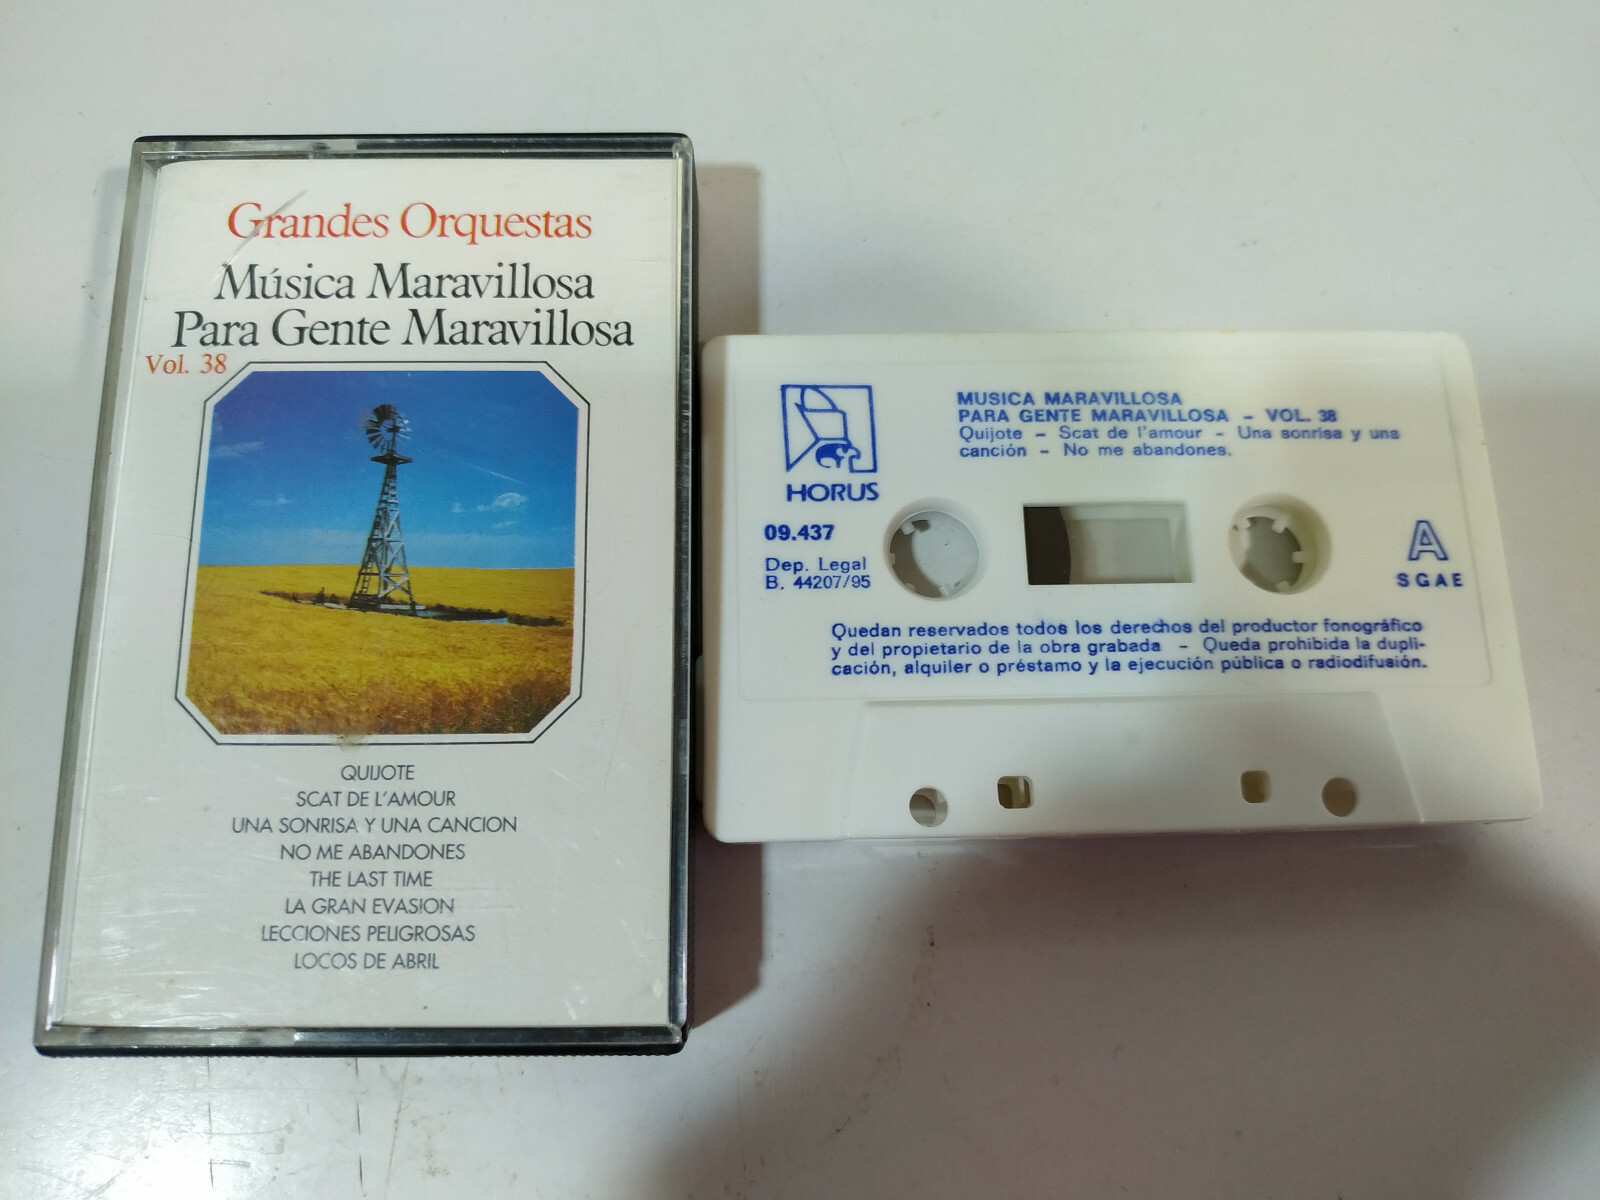 Grandes Orquestas
Música Maravillosa
Para Gente Maravillosa
Vol. 38
QUIJOTE
SCAT DE L'AMOUR
UNA SONRISA Y UNA CANCION
NO ME ABANDONES
THE LAST TIME
LA GRAN EVASION
LECCIONES PELIGROSAS
LOCOS DE ABRIL
HORUS
MUSICA MARAVILLOSA
PARA GENTE MARAVILLOSA - VOL. 38
Quijote - Scat de l'amour - Una sonrisa y una
canción - No me abandones.
09.437
Dep. Legal
B. 44207/95
A
SGAE
Quedan reservados todos los derechos del productor fonográfico
y del propietario de la obra grabada - Queda prohibida la dupli-
cación, alquiler o préstamo y la ejecución pública o radiodifusión.